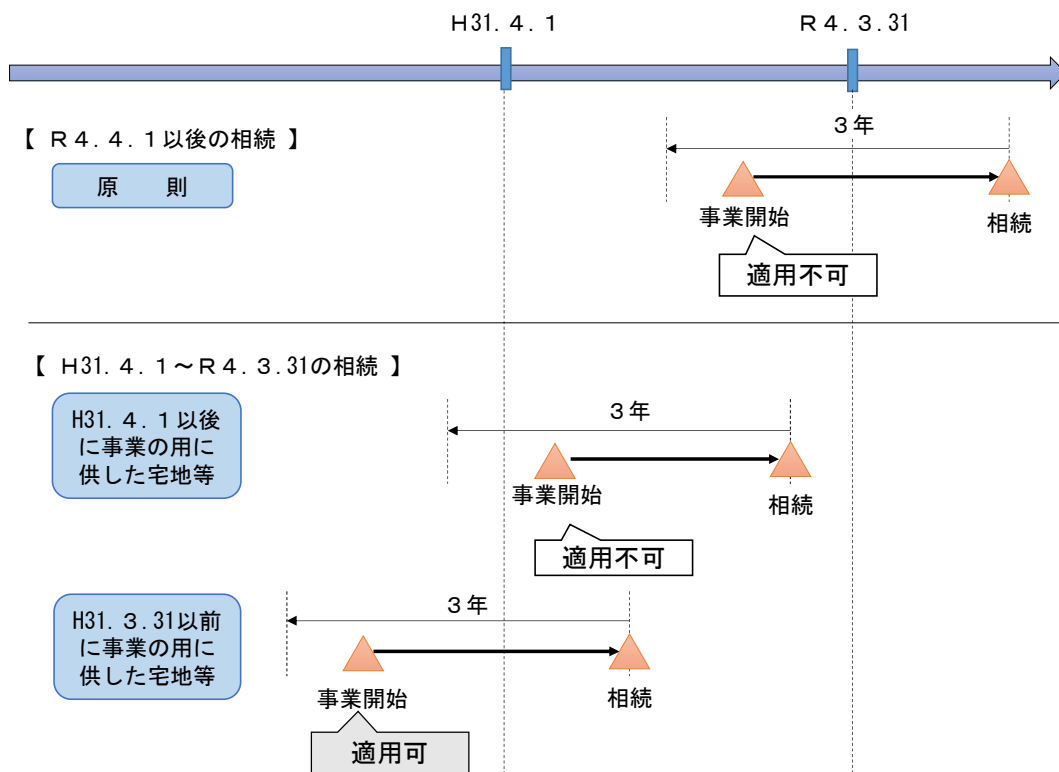 H31．4．1
R4．3．31
【 R4．4．1以後の相続 】
原　則
3年
事業開始
相続
適用不可
【 H31．4．1～R4．3．31の相続 】
H31．4．1以後
に事業の用に
供した宅地等
3年
事業開始
相続
適用不可
H31．3．31以前
に事業の用に
供した宅地等
3年
事業開始
相続
適用可